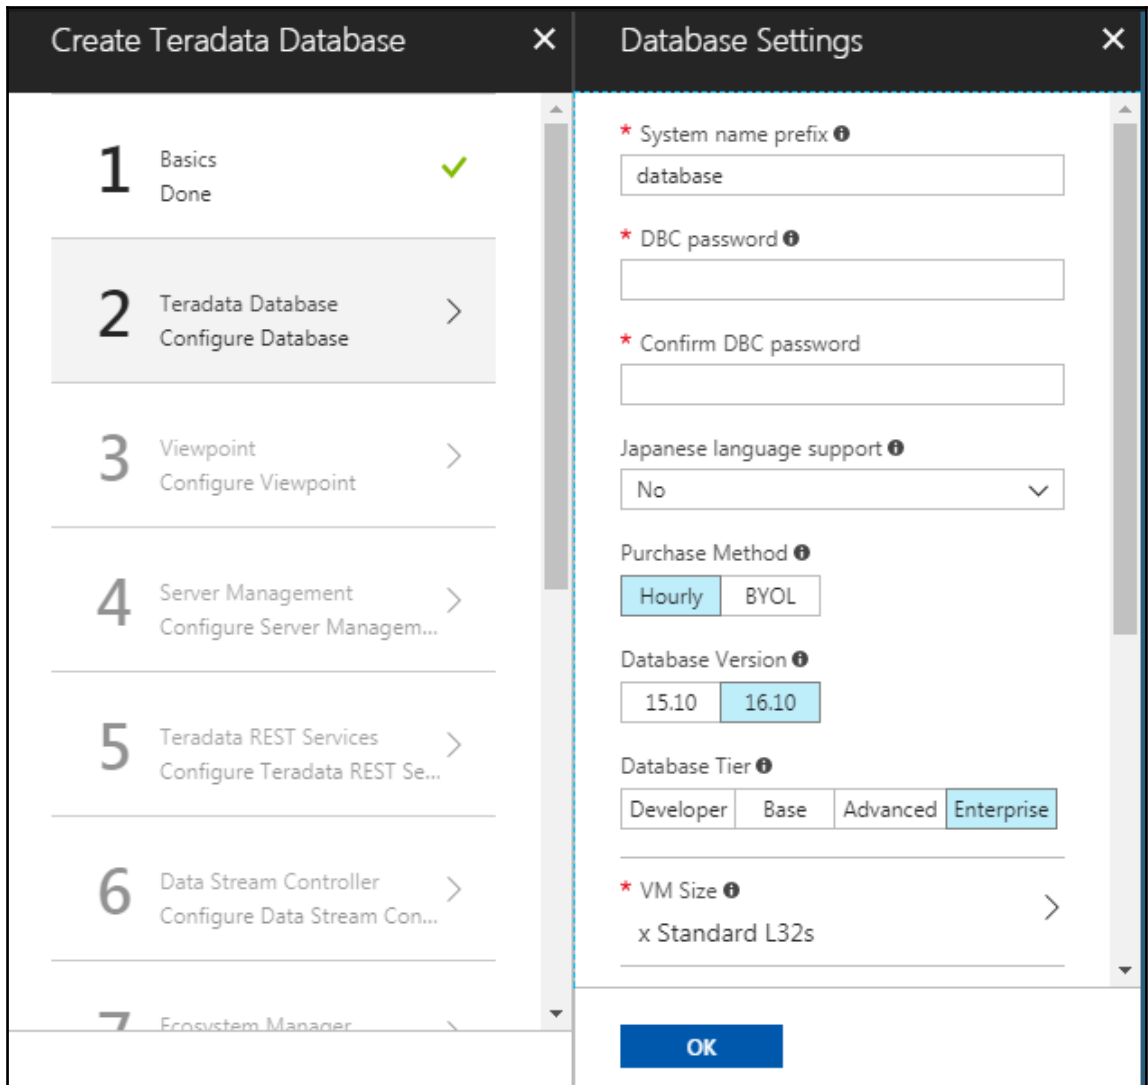 Create Teradata Database
1
Basics
Done
2
Teradata Database
Configure Database
3
Viewpoint
Configure Viewpoint
4
Server Management
Configure Server Managem...
5
Teradata REST Services
Configure Teradata REST Se...
6
Data Stream Controller
Configure Data Stream Con...
7
Ecosystem Manager
Database Settings
* System name prefix
database
* DBC password
* Confirm DBC password
Japanese language support
No
Purchase Method
Hourly BYOL
Database Version
15.10 16.10
Database Tier
Developer Base Advanced Enterprise
* VM Size
x Standard L32s
OK